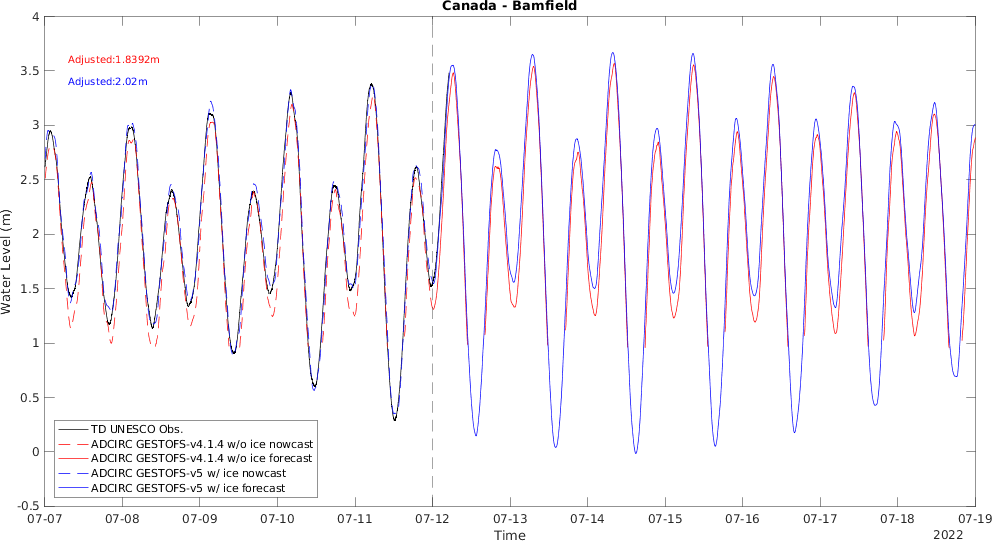 Canada - Bamfield
Adjusted:1.8392m
Adjusted:2.02m
Water Level (m)
4
3.5
3
2.5
2
1.5
1
0.5
0
-0.5
TD UNESCO Obs.
ADCIRC GESTOFS-v4.1.4 w/o ice nowcast
ADCIRC GESTOFS-v4.1.4 w/o ice forecast
ADCIRC GESTOFS-v5 w/ ice nowcast
ADCIRC GESTOFS-v5 w/ ice forecast
07-07 07-08 07-09 07-10 07-11 07-12 07-13 07-14 07-15 07-16 07-17 07-18 07-19
Time
2022